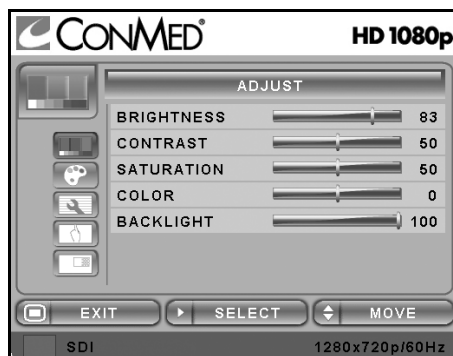 CONMED®
HD 1080p
ADJUST
BRIGHTNESS 83
CONTRAST 50
SATURATION 50
COLOR 0
BACKLIGHT 100
EXIT SELECT MOVE
SDI 1280x720p/60Hz